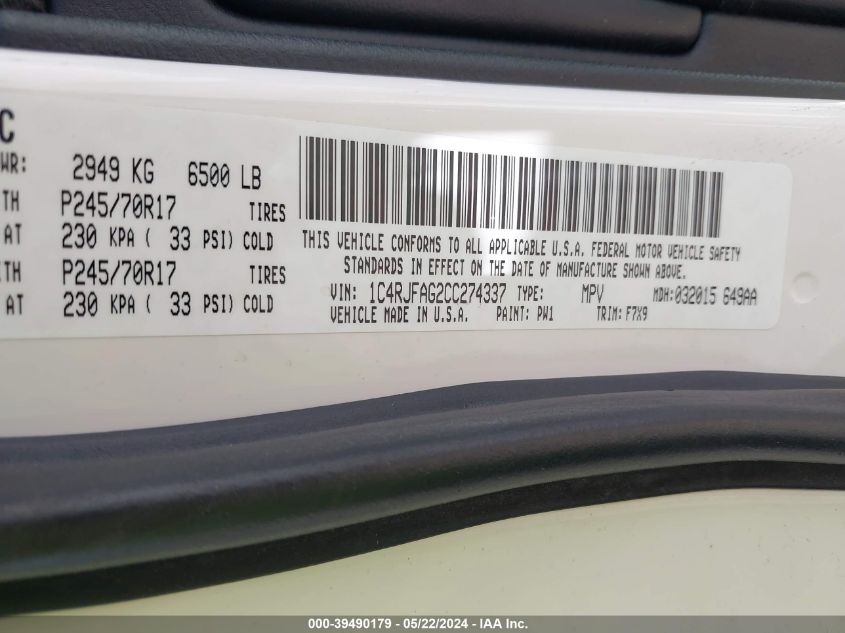 C
WR: 2949 KG 6500 LB
TH P245/70R17 TIRES
AT 230 KPA ( 33 PSI) COLD
ITH P245/70R17 TIRES
AT 230 KPA ( 33 PSI) COLD
THIS VEHICLE CONFORMS TO ALL APPLICABLE U.S.A. FEDERAL MOTOR VEHICLE SAFETY
STANDARDS IN EFFECT ON THE DATE OF MANUFACTURE SHOWN ABOVE.
VIN: 1C4RJFAG2CC274337 TYPE: MPV MDH:032015 649AA
VEHICLE MADE IN U.S.A. PAINT: PW1 TRIM: F7X9
000-39490179 - 05/22/2024 - IAA Inc.